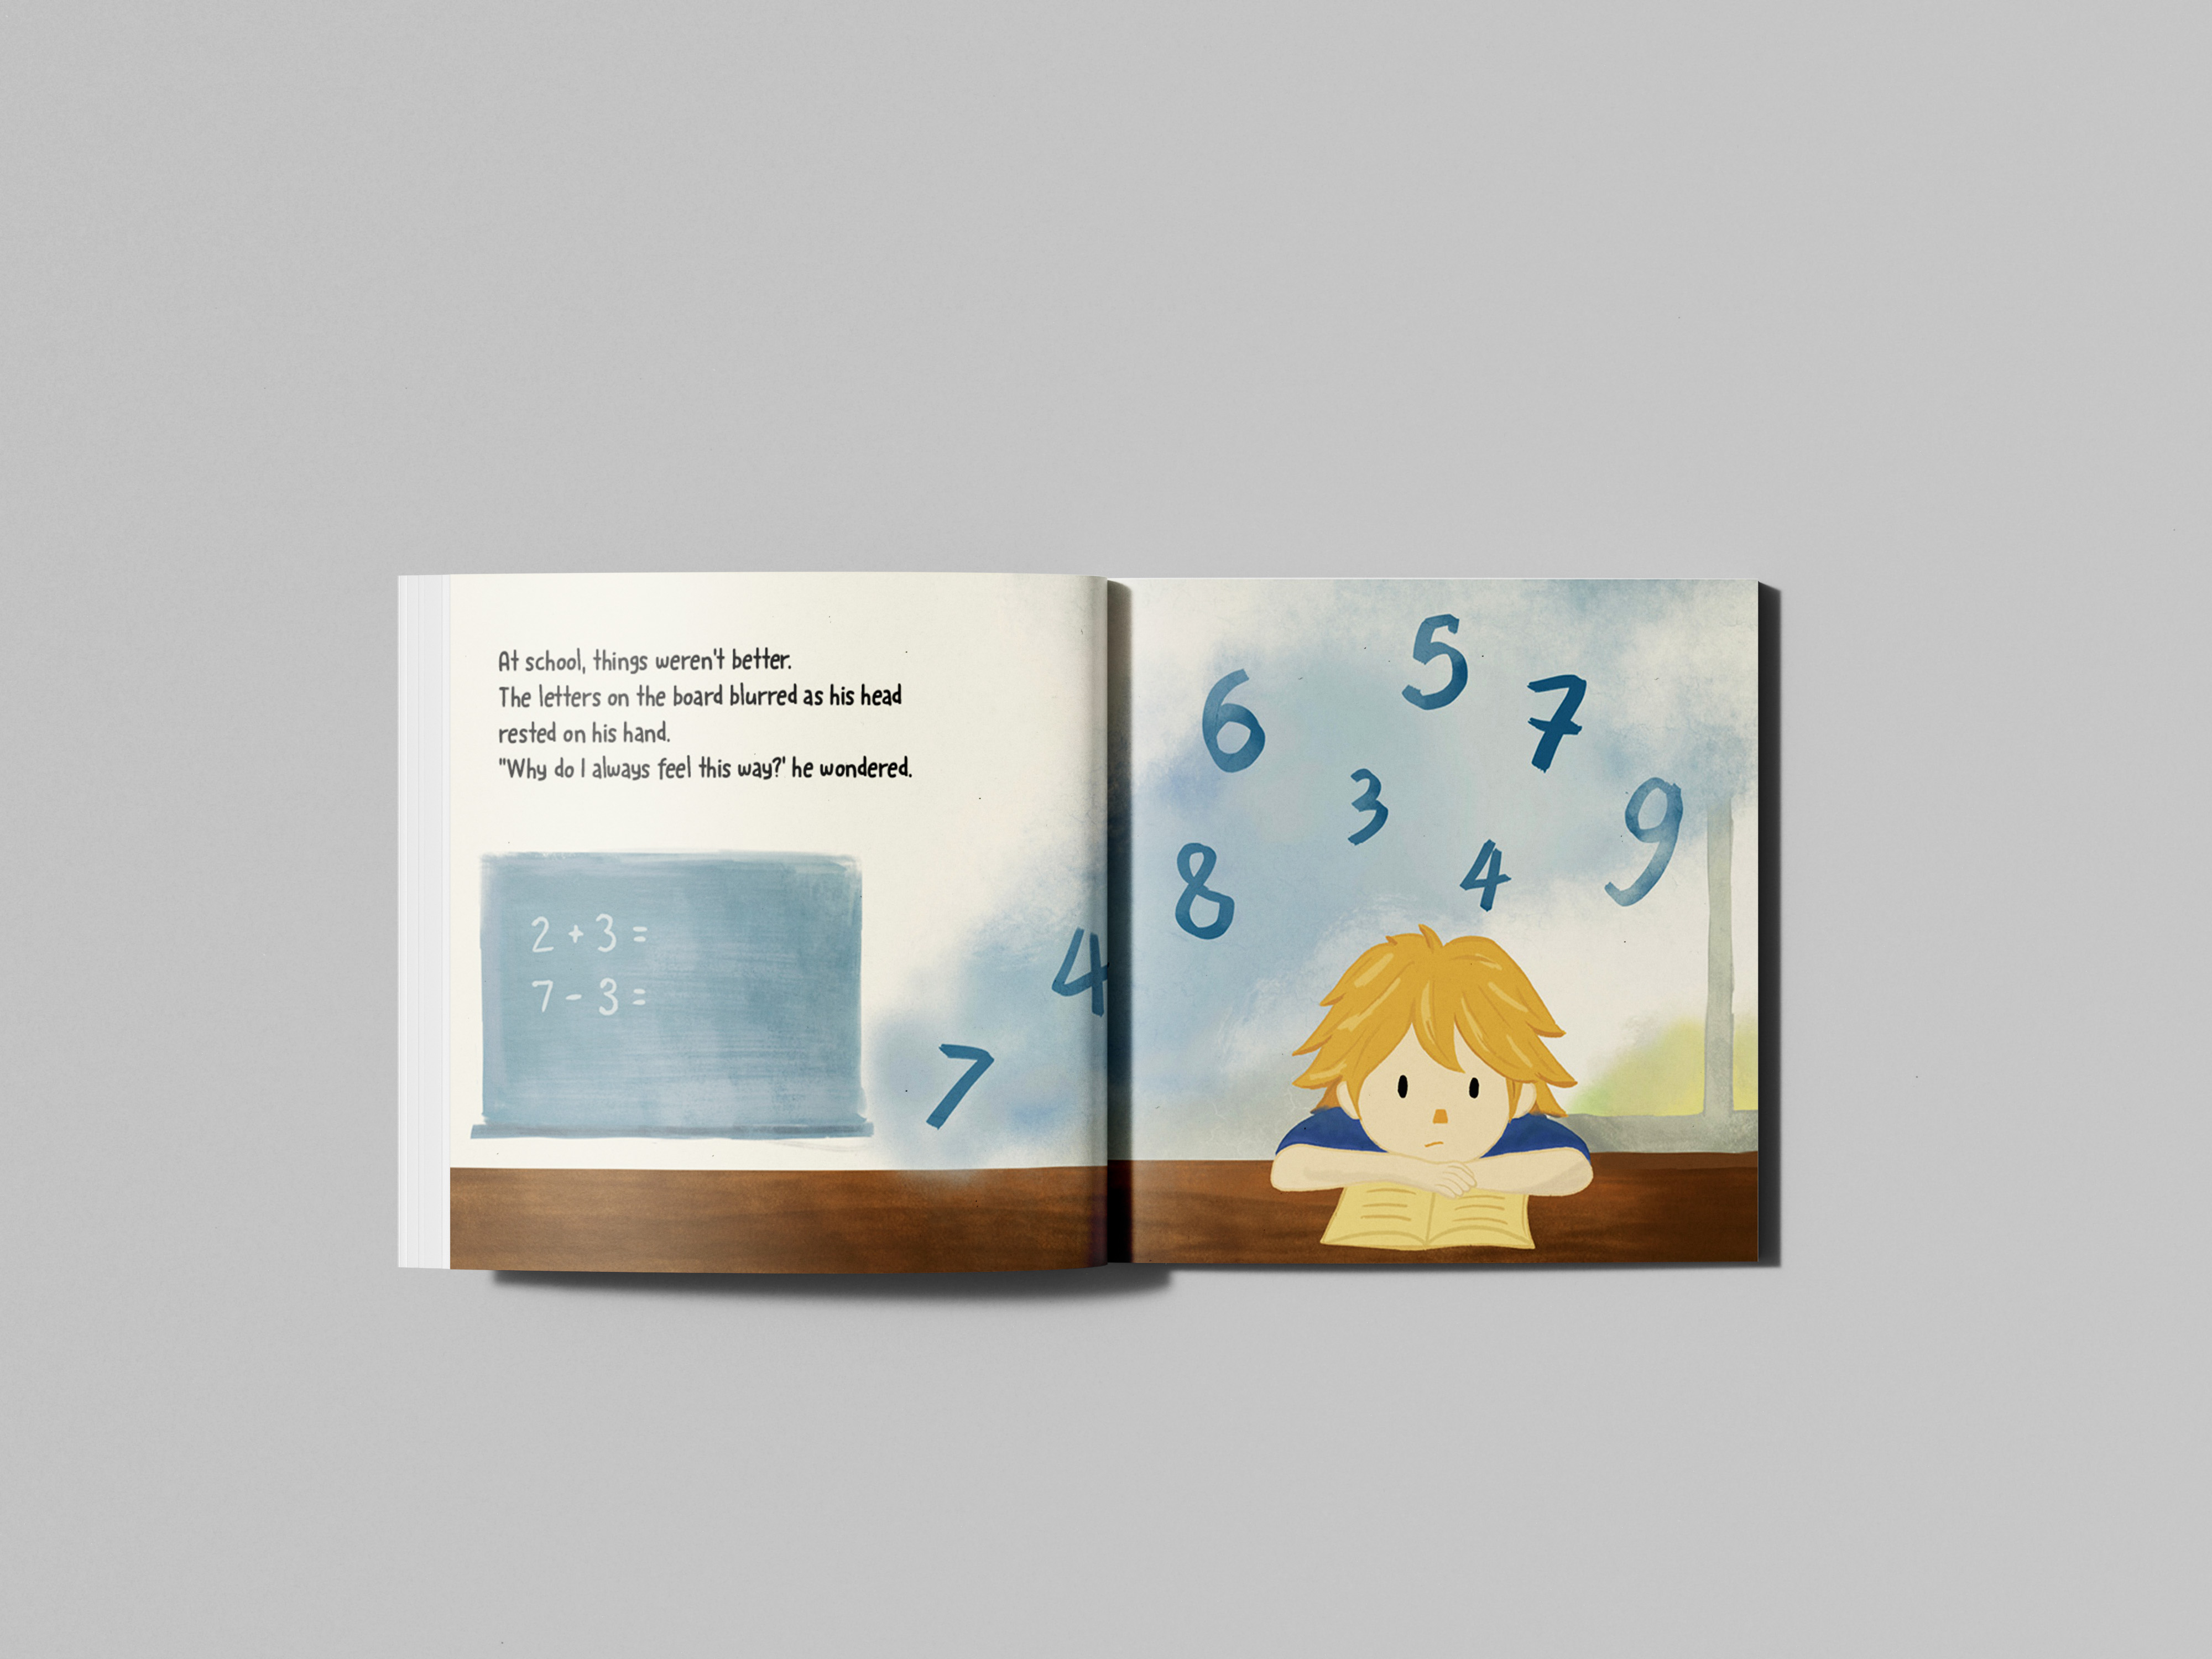 At school, things weren't better.
The letters on the board blurred as his head
rested on his hand.
"Why do I always feel this way?' he wondered.
2 + 3 =
7 - 3 =
7
4
6
5
7
3
9
8
4